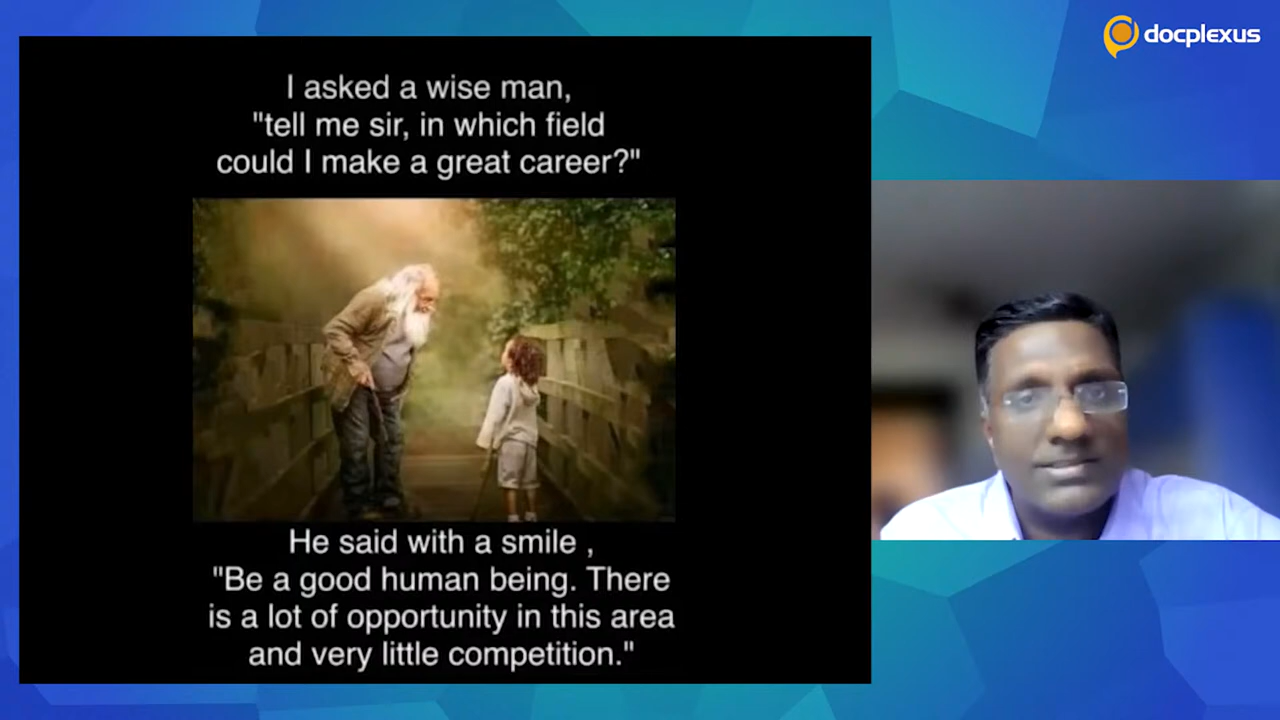 docplexus
I asked a wise man,
"tell me sir, in which field
could I make a great career?"
He said with a smile ,
"Be a good human being. There
is a lot of opportunity in this area
and very little competition."